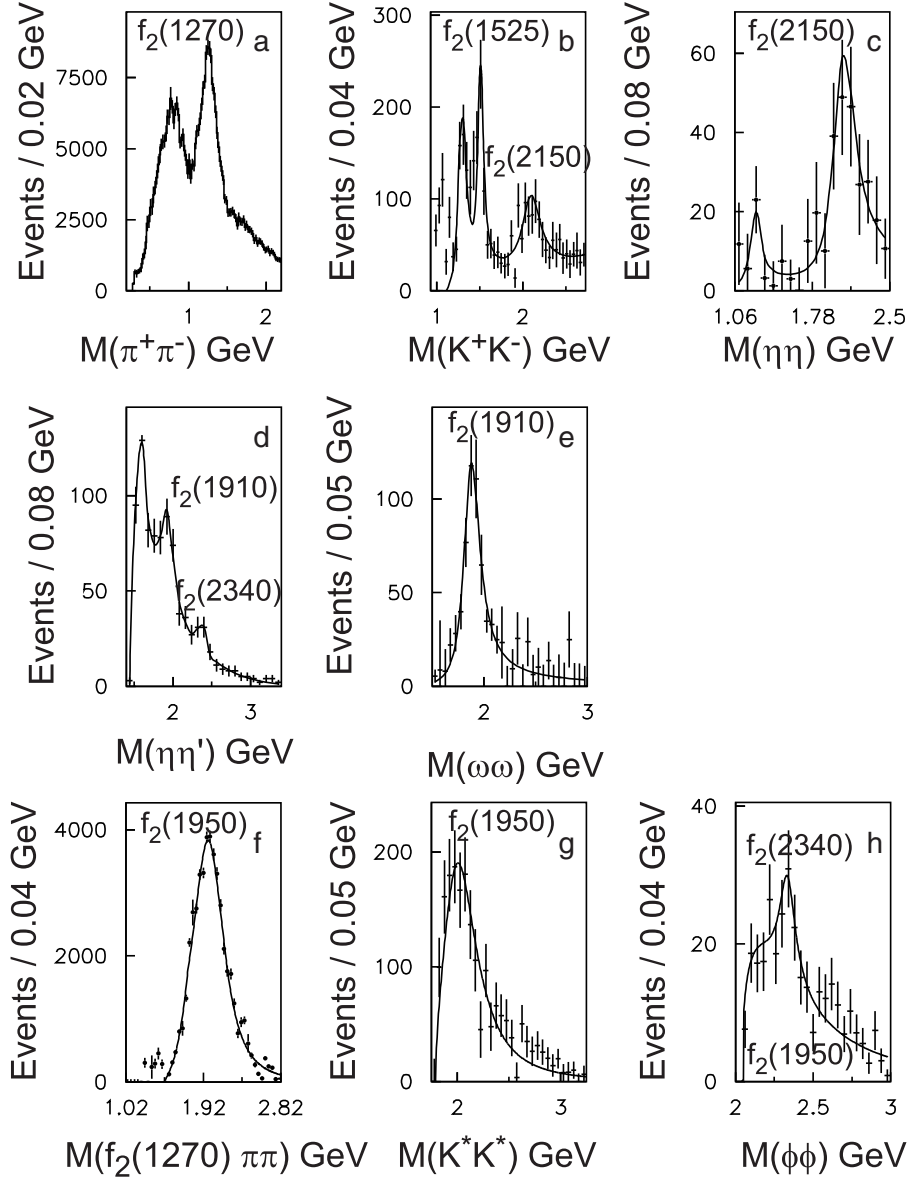 f₂(1270) a
Events / 0.02 GeV
7500
5000
2500
0
1 2
M(π⁺π⁻) GeV
f₂(1525) b
f₂(2150)
Events / 0.04 GeV
300
200
100
0
1 2
M(K⁺K⁻) GeV
f₂(2150) c
Events / 0.08 GeV
60
40
20
0
1.06 1.78 2.5
M(ηη) GeV
d
f₂(1910)
f₂(2340)
Events / 0.08 GeV
100
50
0
2 3
M(ηη') GeV
f₂(1910) e
Events / 0.05 GeV
100
50
0
2 3
M(ωω) GeV
f₂(1950) f
Events / 0.04 GeV
4000
2000
0
1.02 1.92 2.82
M(f₂(1270) ππ) GeV
f₂(1950)
g
Events / 0.05 GeV
200
100
0
2 3
M(K*K*) GeV
f₂(2340) h
f₂(1950)
Events / 0.04 GeV
40
20
0
2 2.5 3
M(ϕϕ) GeV